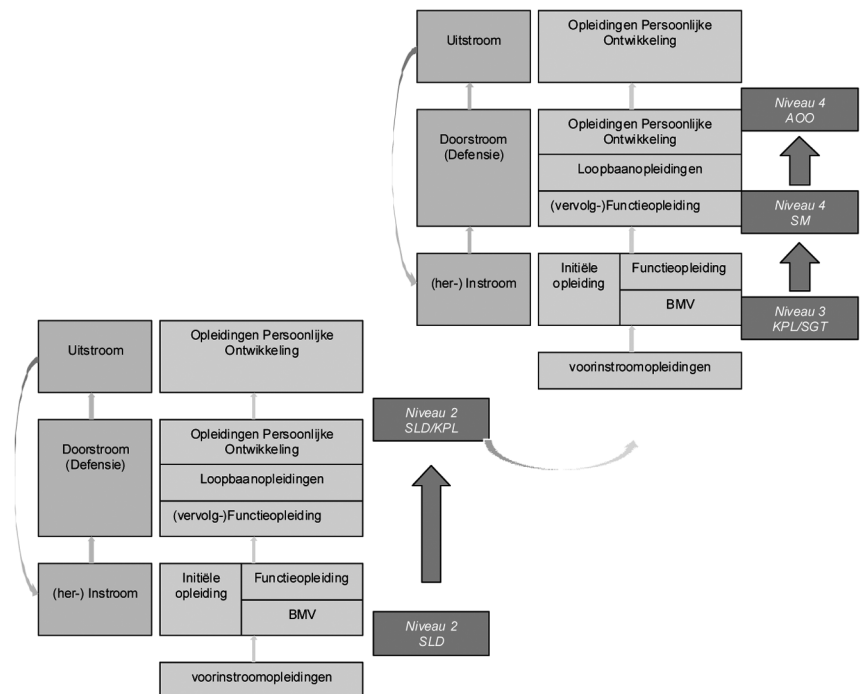 Uitstroom
Opleidingen Persoonlijke
Ontwikkeling
Doorstroom
(Defensie)
Opleidingen Persoonlijke
Ontwikkeling
Loopbaanopleidingen
(vervolg-)Functieopleiding
Niveau 4
AOO
Niveau 4
SM
(her-) Instroom
Initiële
opleiding
Functieopleiding
BMV
Niveau 3
KPL/SGT
voorinstroomopleidingen
Uitstroom
Opleidingen Persoonlijke
Ontwikkeling
Doorstroom
(Defensie)
Opleidingen Persoonlijke
Ontwikkeling
Loopbaanopleidingen
(vervolg-)Functieopleiding
Niveau 2
SLD/KPL
(her-) Instroom
Initiële
opleiding
Functieopleiding
BMV
Niveau 2
SLD
voorinstroomopleidingen